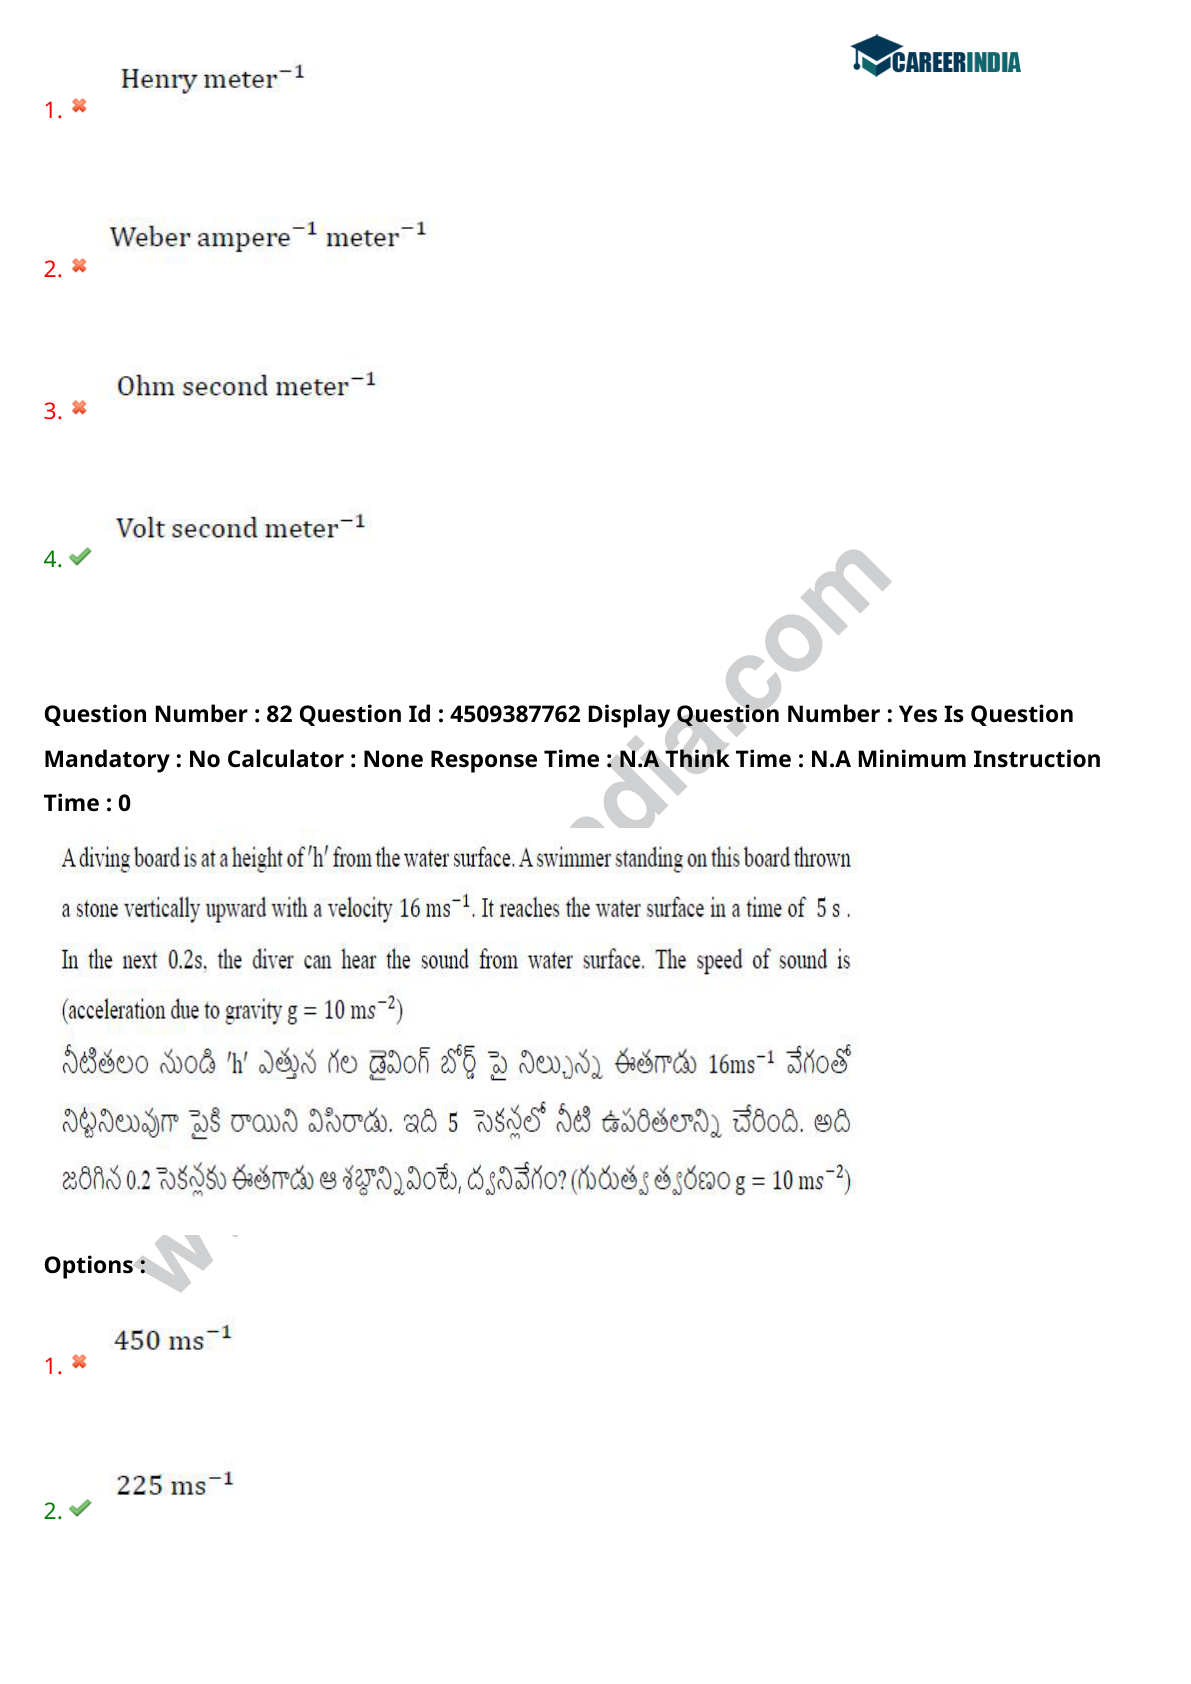 CAREERINDIA
Henry meter⁻¹
1.
Weber ampere⁻¹ meter⁻¹
2.
Ohm second meter⁻¹
3.
Volt second meter⁻¹
4.
Question Number : 82 Question Id : 4509387762 Display Question Number : Yes Is Question
Mandatory : No Calculator : None Response Time : N.A Think Time : N.A Minimum Instruction
Time : 0
A diving board is at a height of 'h' from the water surface. A swimmer standing on this board thrown
a stone vertically upward with a velocity 16 ms⁻¹. It reaches the water surface in a time of 5 s .
In the next 0.2s, the diver can hear the sound from water surface. The speed of sound is
(acceleration due to gravity g = 10 ms⁻²)
నీటితలం నుండి 'h' ఎత్తున గల డైవింగ్ బోర్డ్ పై నిల్చున్న ఈతగాడు 16ms⁻¹ వేగంతో
నిట్టనిలువుగా పైకి రాయిని విసిరాడు. ఇది 5 సెకన్లలో నీటి ఉపరితలాన్ని చేరింది. అది
జరిగిన 0.2 సెకన్లకు ఈతగాడు ఆ శబ్దాన్ని వింటే, ద్వనివేగం? (గురుత్వ త్వరణం g = 10 ms⁻²)
Options :
450 ms⁻¹
1.
225 ms⁻¹
2.